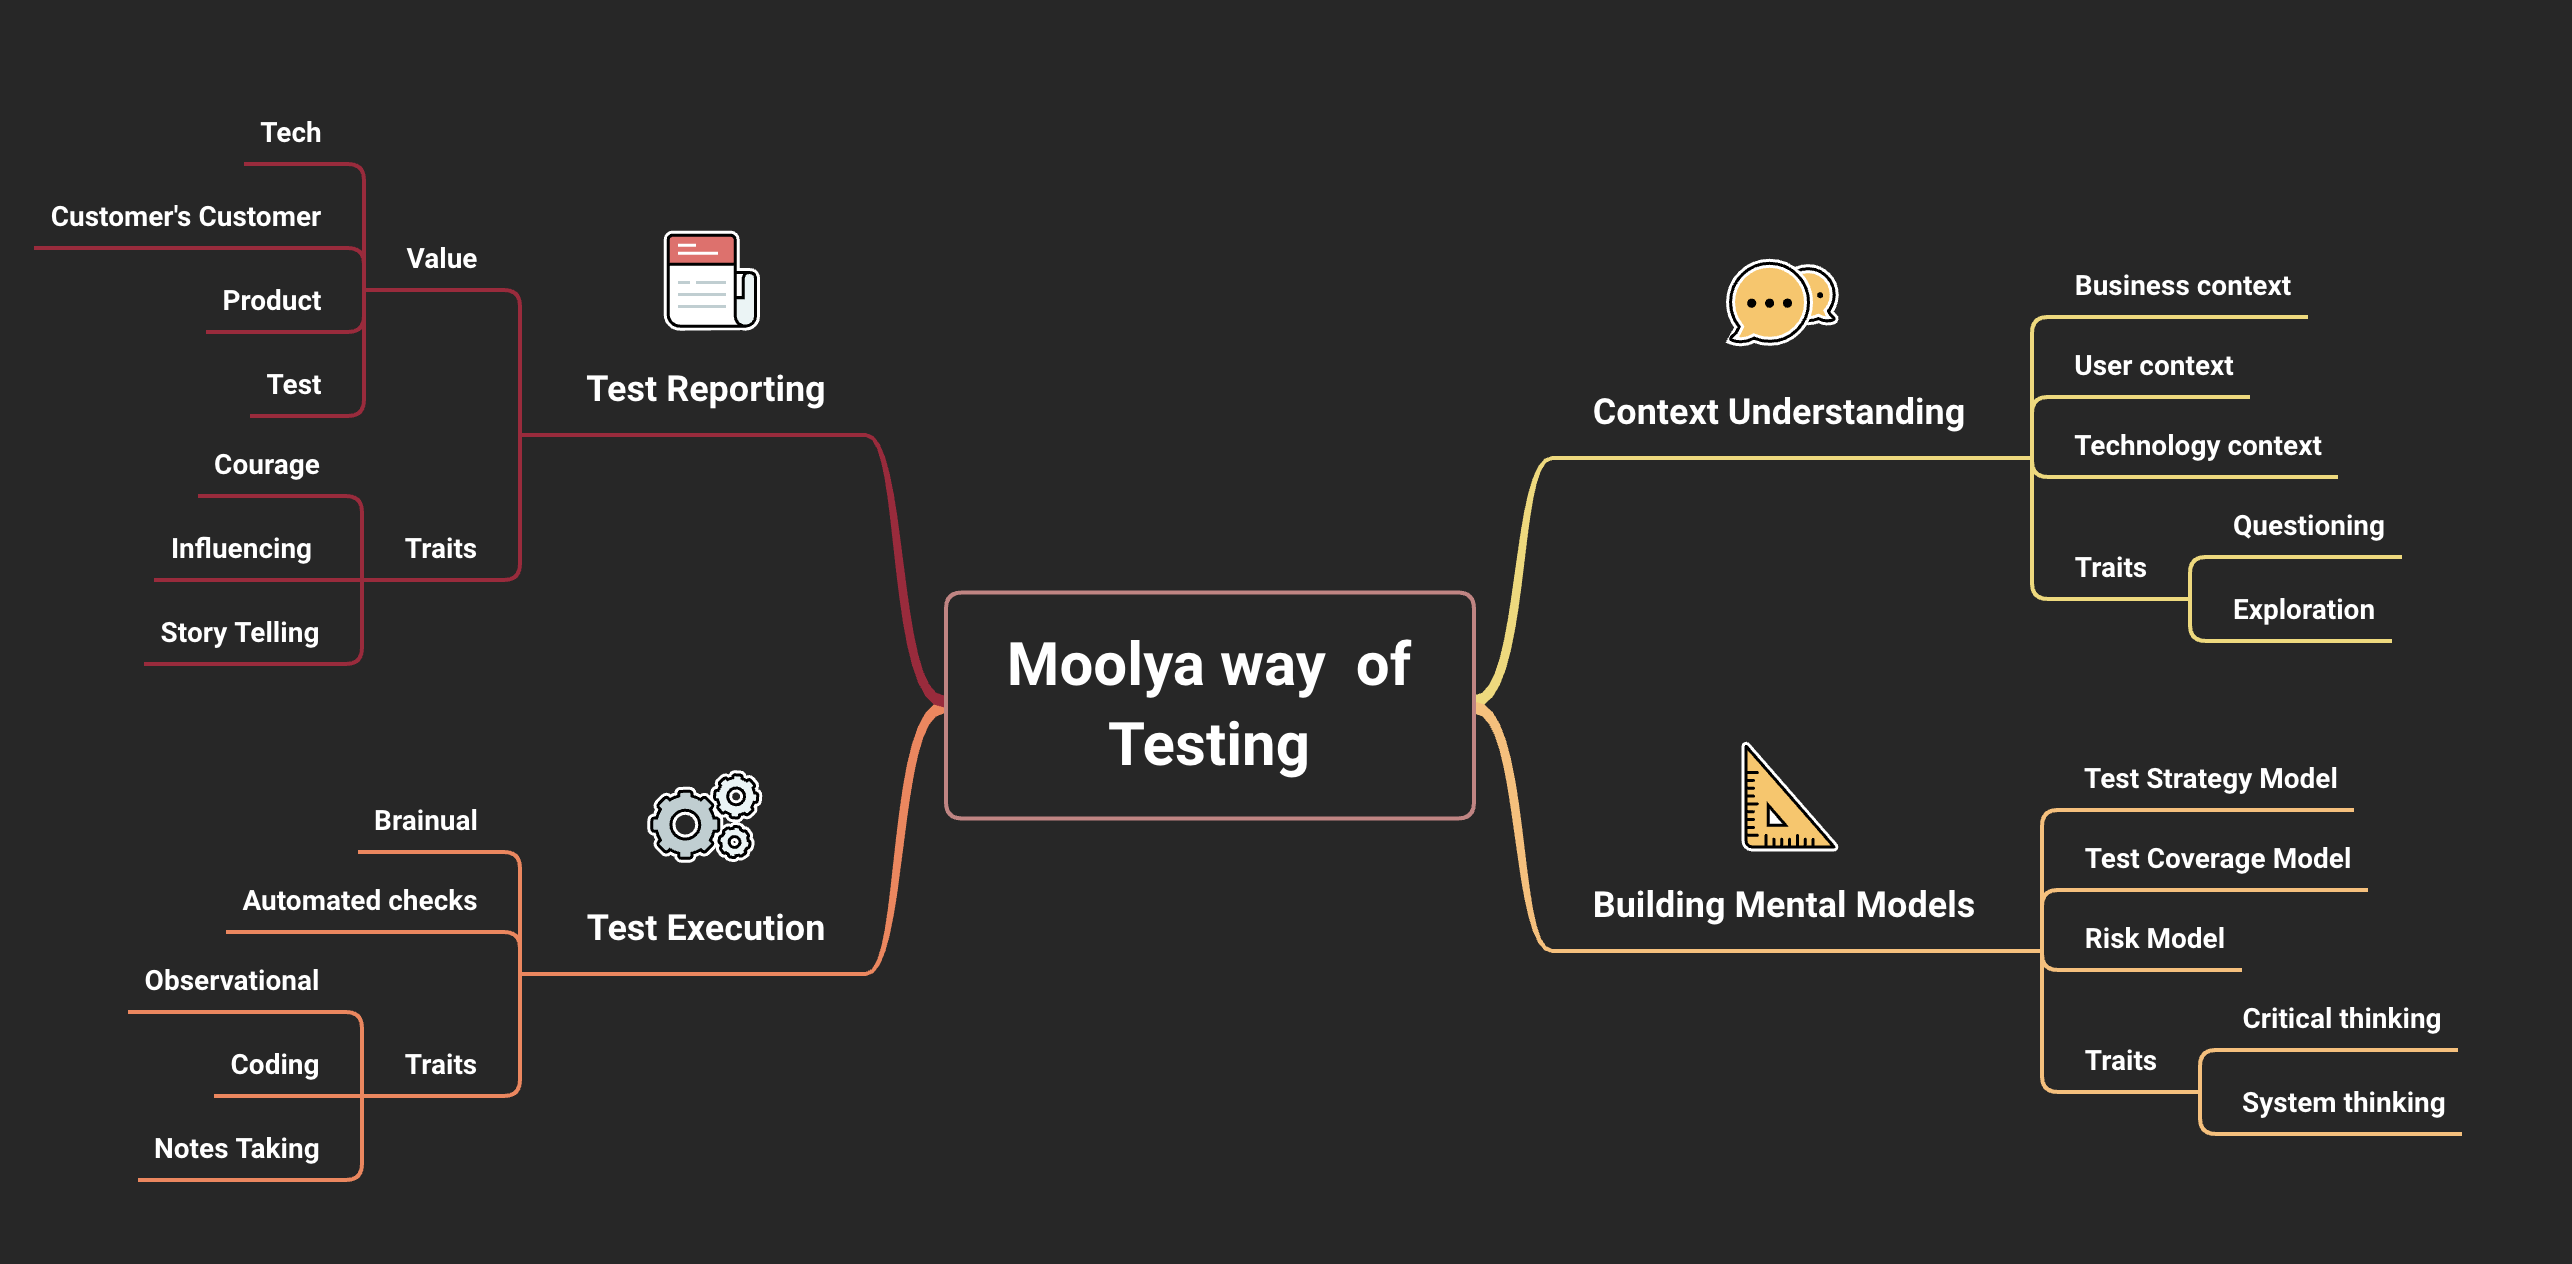 Moolya way of
Testing
Context Understanding
Business context
User context
Technology context
Traits
Questioning
Exploration
Building Mental Models
Test Strategy Model
Test Coverage Model
Risk Model
Traits
Critical thinking
System thinking
Test Reporting
Value
Tech
Customer's Customer
Product
Test
Traits
Courage
Influencing
Story Telling
Test Execution
Brainual
Automated checks
Traits
Observational
Coding
Notes Taking